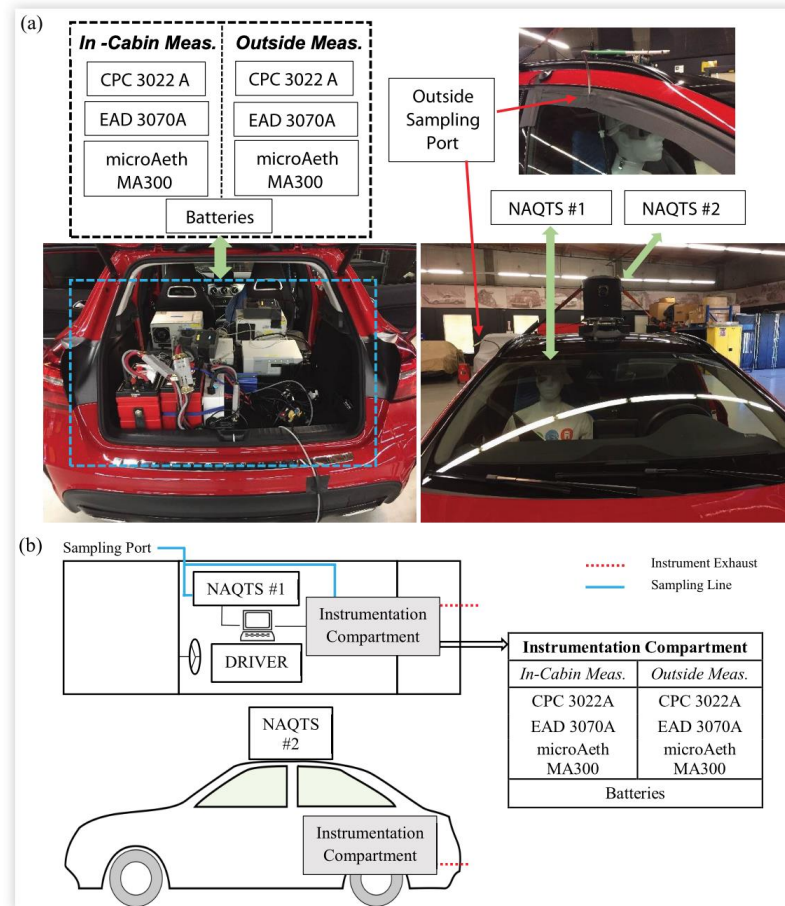 (a)
In -Cabin Meas.
Outside Meas.
CPC 3022 A
CPC 3022 A
EAD 3070A
EAD 3070A
microAeth
MA300
microAeth
MA300
Batteries
Outside
Sampling
Port
NAQTS #1
NAQTS #2
(b)
Sampling Port
NAQTS #1
Instrumentation
Compartment
DRIVER
Instrument Exhaust
Sampling Line
Instrumentation Compartment
In-Cabin Meas.
Outside Meas.
CPC 3022A
CPC 3022A
EAD 3070A
EAD 3070A
microAeth
MA300
microAeth
MA300
Batteries
NAQTS
#2
Instrumentation
Compartment